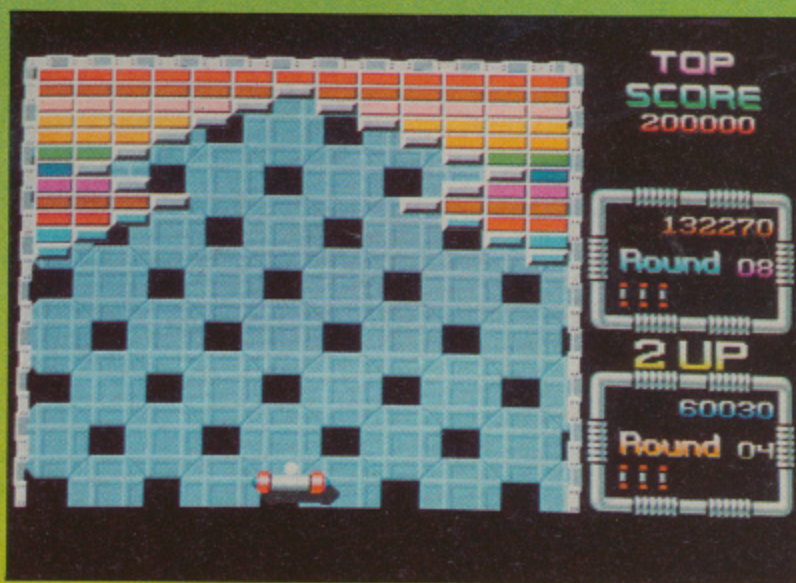 TOP
SCORE
200000
132270
Round 08
2 UP
60030
Round 04